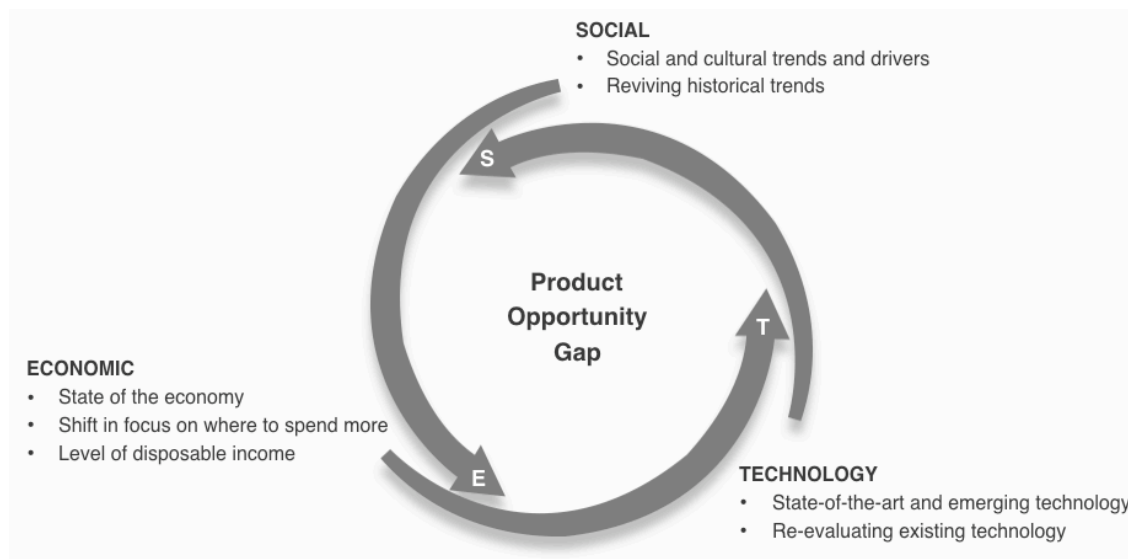 SOCIAL
• Social and cultural trends and drivers
• Reviving historical trends
S
Product
Opportunity
Gap
T
ECONOMIC
• State of the economy
• Shift in focus on where to spend more
• Level of disposable income
E
TECHNOLOGY
• State-of-the-art and emerging technology
• Re-evaluating existing technology